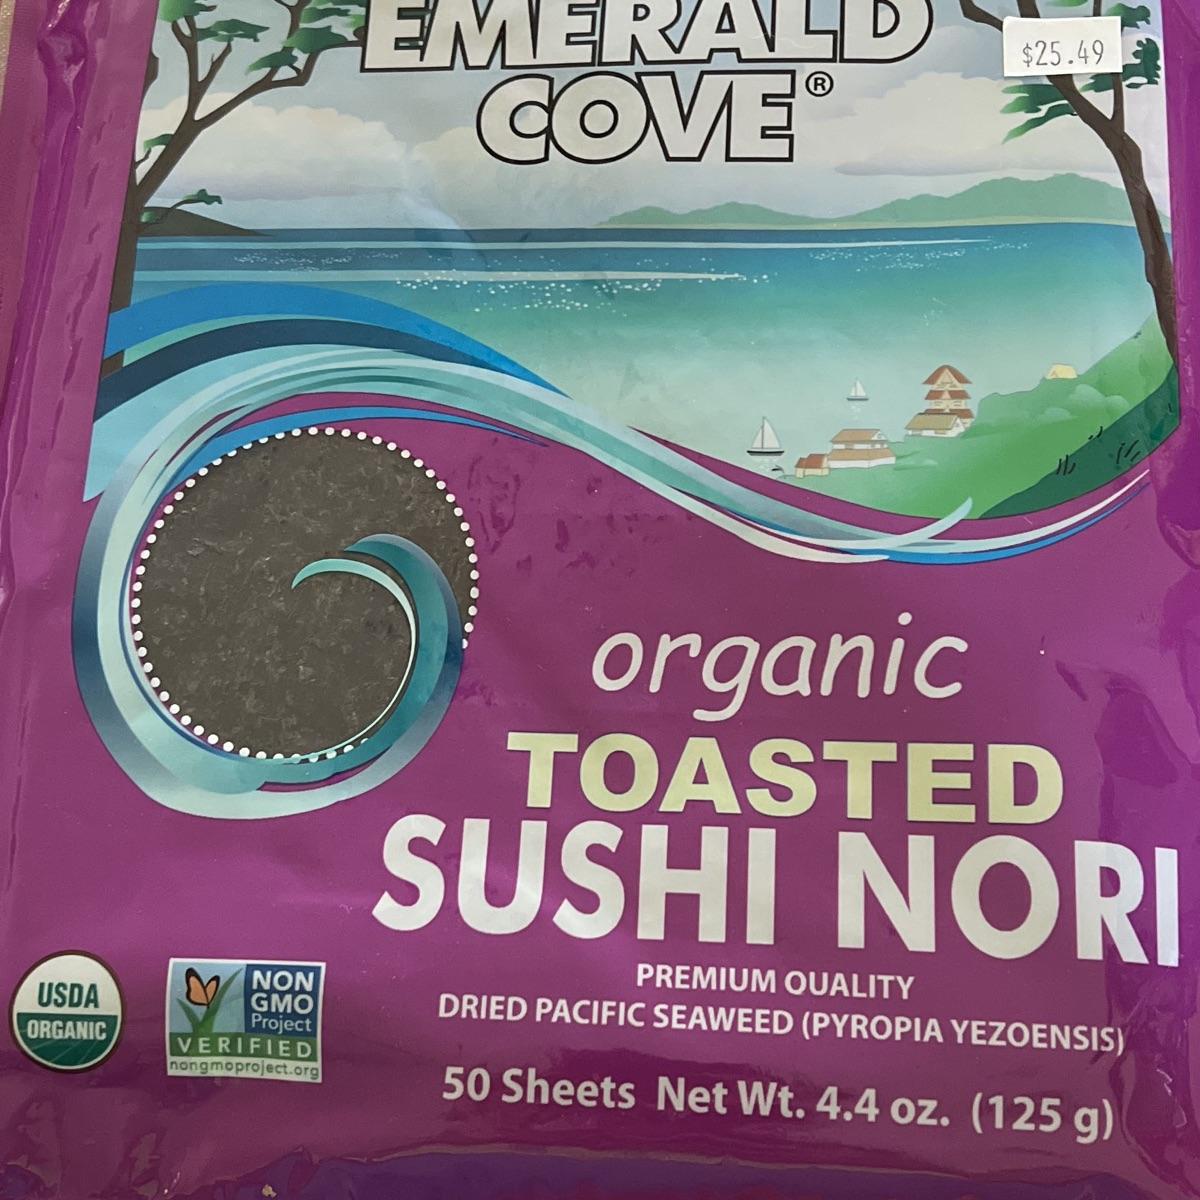 EMERALD
COVE®
$25.49
organic
TOASTED
SUSHI NORI
PREMIUM QUALITY
DRIED PACIFIC SEAWEED (PYROPIA YEZOENSIS)
50 Sheets Net Wt. 4.4 oz. (125 g)
USDA
ORGANIC
NON
GMO
Project
VERIFIED
nongmoproject.org